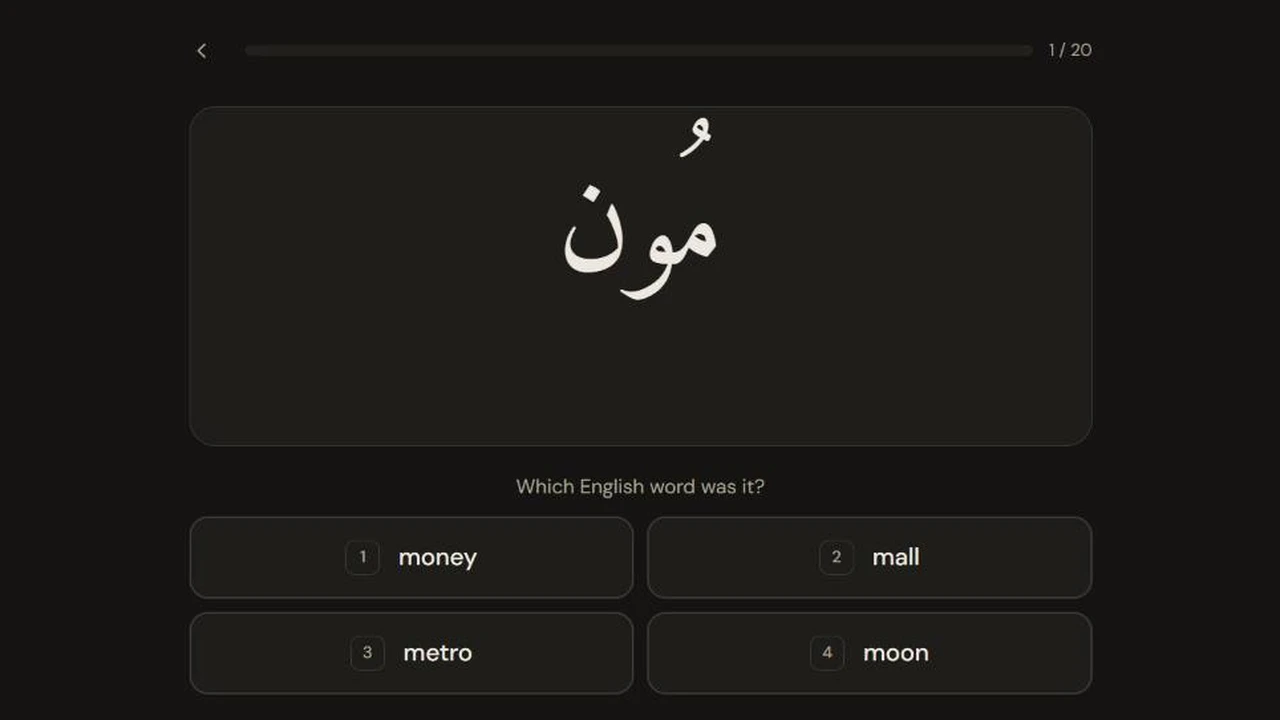 1 / 20
مُون
Which English word was it?
1 money
2 mall
3 metro
4 moon